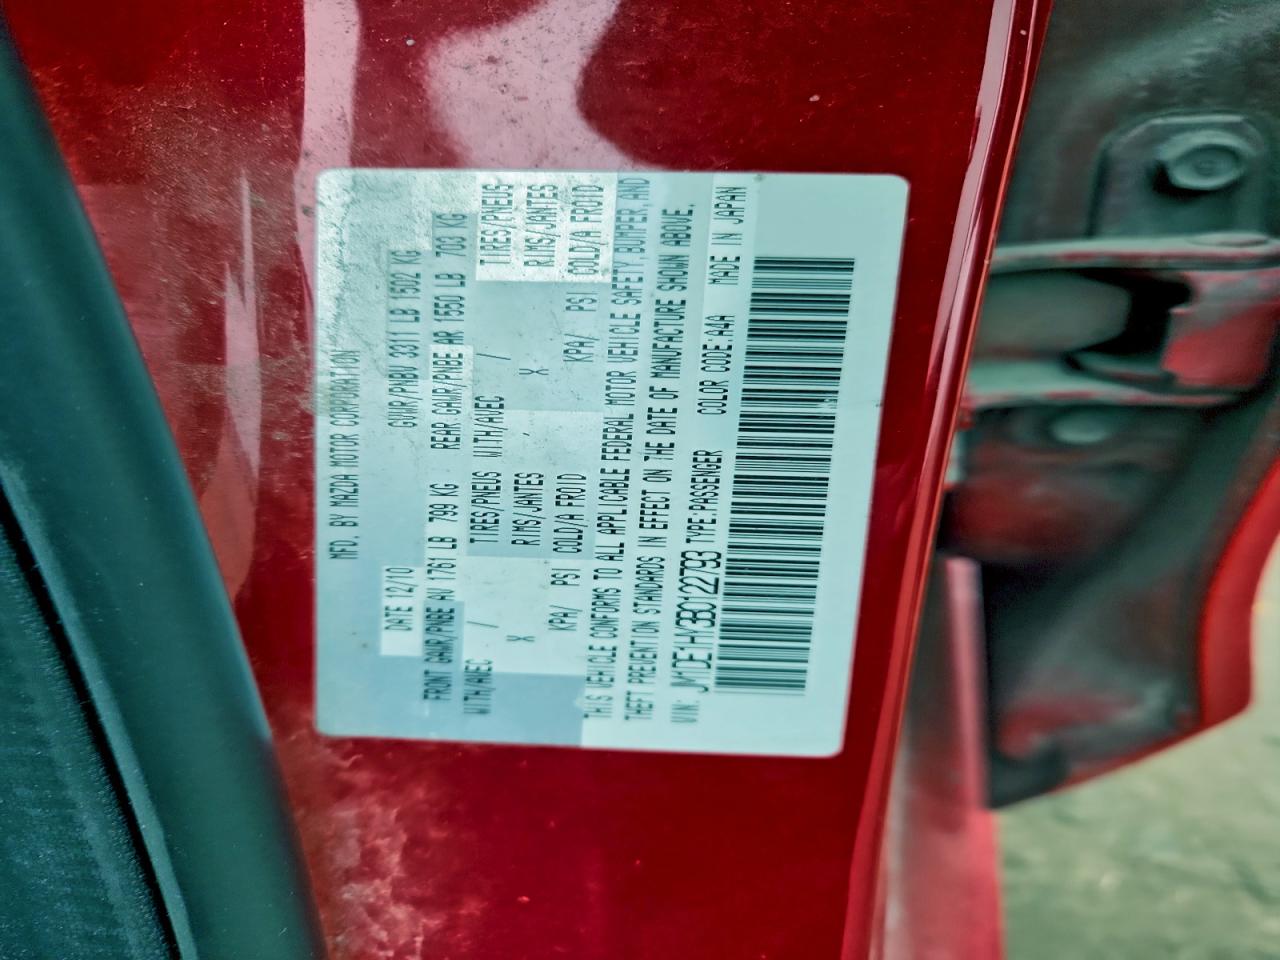 MFD. BY MAZDA MOTOR CORPORATION
DATE 12/10 GVWR/PNBV 3311 LB 1502 KG
FRONT GAWR/PNBE AV 1761 LB 799 KG REAR GAWR/PNBE AR 1550 LB 703 KG
WITH/AVEC / TIRES/PNEUS WITH/AVEC / TIRES/PNEUS
X RIMS/JANTES , X RIMS/JANTES
KPA/ PSI COLD/A FROID KPA/ PSI COLD/A FROID
THIS VEHICLE CONFORMS TO ALL APPLICABLE FEDERAL MOTOR VEHICLE SAFETY, BUMPER, AND
THEFT PREVENTION STANDARDS IN EFFECT ON THE DATE OF MANUFACTURE SHOWN ABOVE.
VIN: JM1DE1HY3B0122793 TYPE:PASSENGER COLOR CODE:A4A MADE IN JAPAN